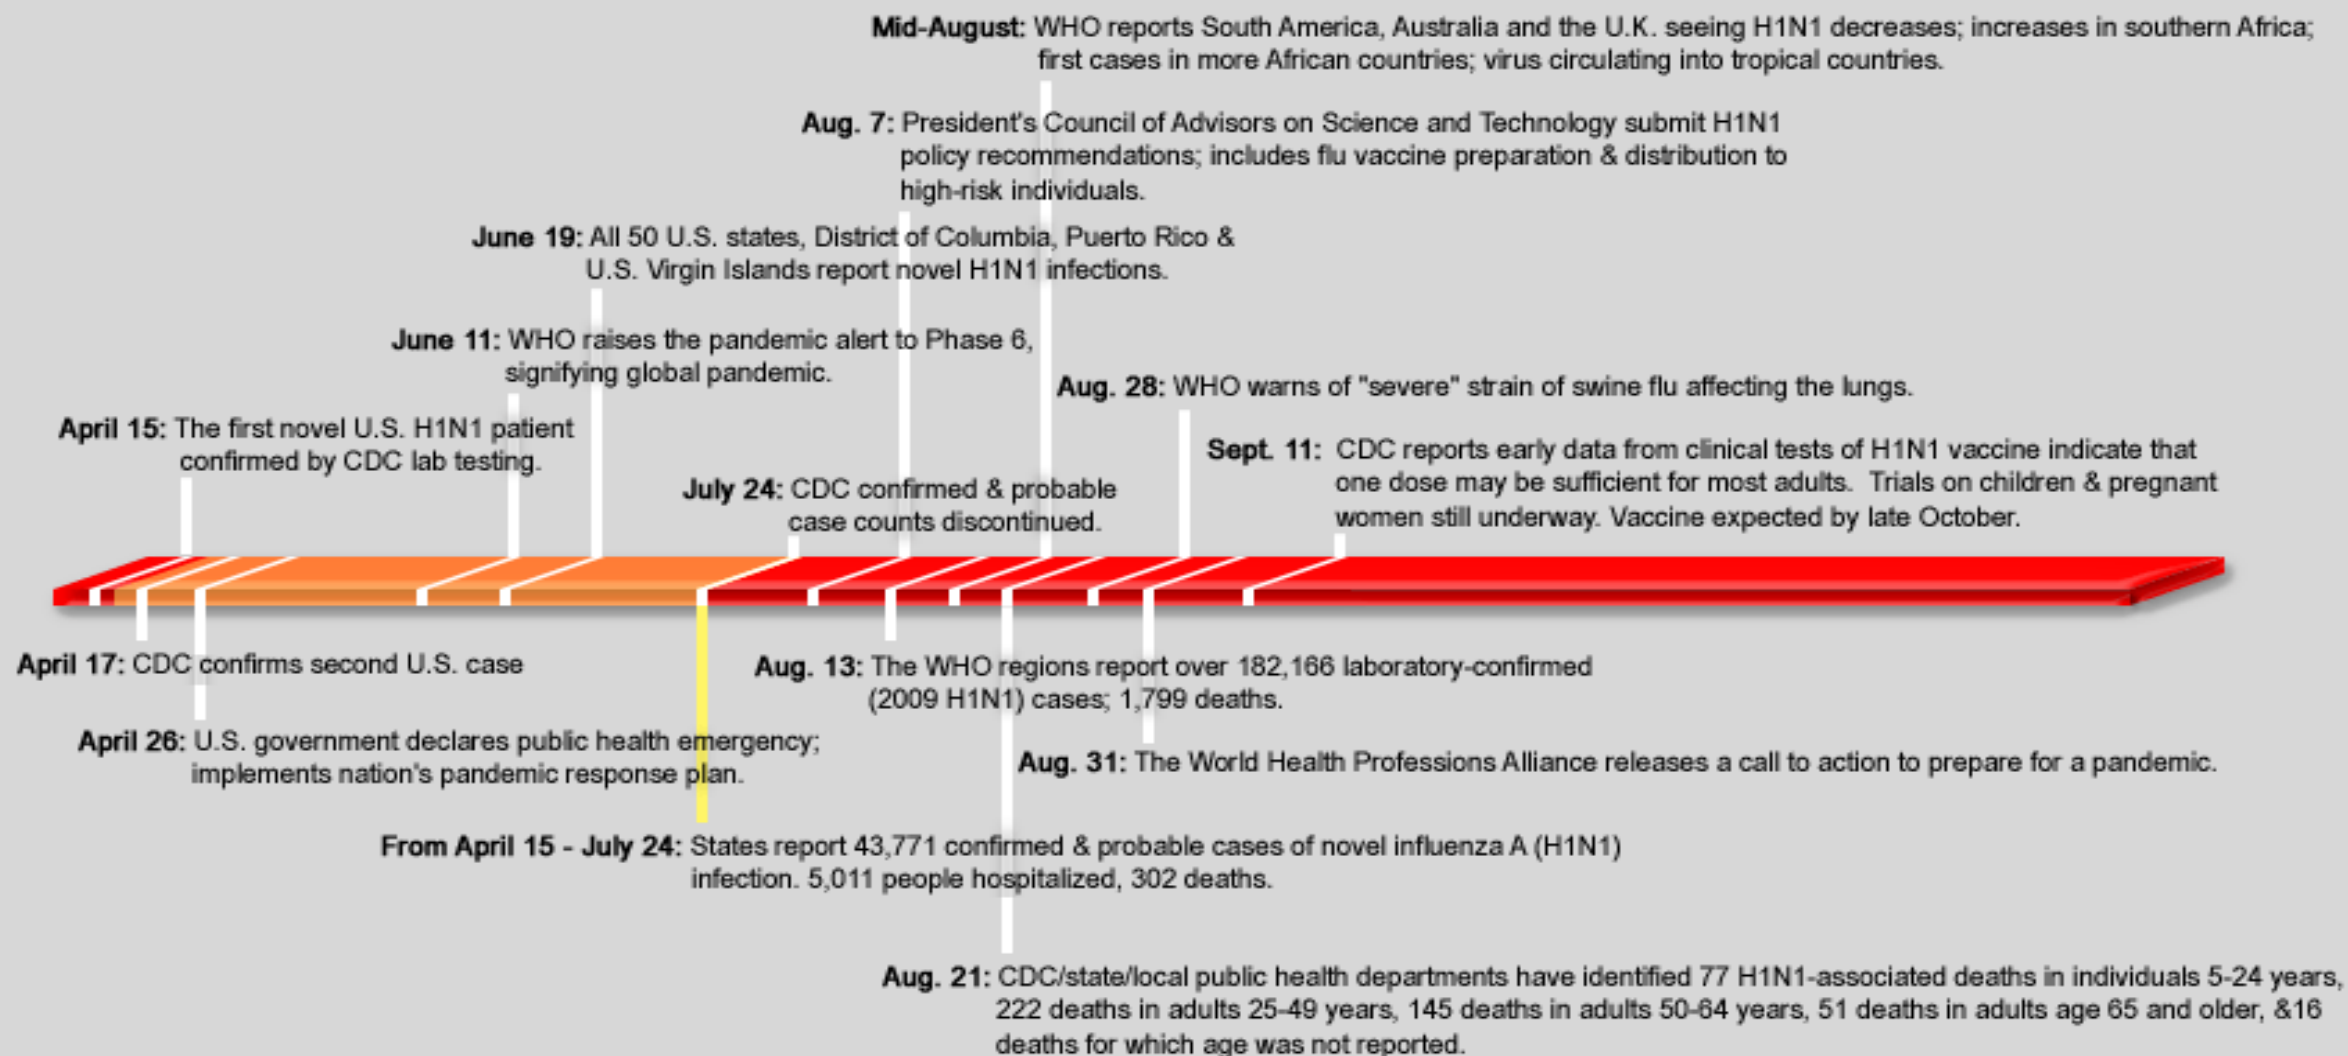 Mid-August: WHO reports South America, Australia and the U.K. seeing H1N1 decreases; increases in southern Africa;
first cases in more African countries; virus circulating into tropical countries.
Aug. 7: President's Council of Advisors on Science and Technology submit H1N1
policy recommendations; includes flu vaccine preparation & distribution to
high-risk individuals.
June 19: All 50 U.S. states, District of Columbia, Puerto Rico &
U.S. Virgin Islands report novel H1N1 infections.
June 11: WHO raises the pandemic alert to Phase 6,
signifying global pandemic.
Aug. 28: WHO warns of "severe" strain of swine flu affecting the lungs.
April 15: The first novel U.S. H1N1 patient
confirmed by CDC lab testing.
Sept. 11: CDC reports early data from clinical tests of H1N1 vaccine indicate that
one dose may be sufficient for most adults. Trials on children & pregnant
women still underway. Vaccine expected by late October.
July 24: CDC confirmed & probable
case counts discontinued.
April 17: CDC confirms second U.S. case
Aug. 13: The WHO regions report over 182,166 laboratory-confirmed
(2009 H1N1) cases; 1,799 deaths.
April 26: U.S. government declares public health emergency;
implements nation's pandemic response plan.
Aug. 31: The World Health Professions Alliance releases a call to action to prepare for a pandemic.
From April 15 - July 24: States report 43,771 confirmed & probable cases of novel influenza A (H1N1)
infection. 5,011 people hospitalized, 302 deaths.
Aug. 21: CDC/state/local public health departments have identified 77 H1N1-associated deaths in individuals 5-24 years,
222 deaths in adults 25-49 years, 145 deaths in adults 50-64 years, 51 deaths in adults age 65 and older, &16
deaths for which age was not reported.